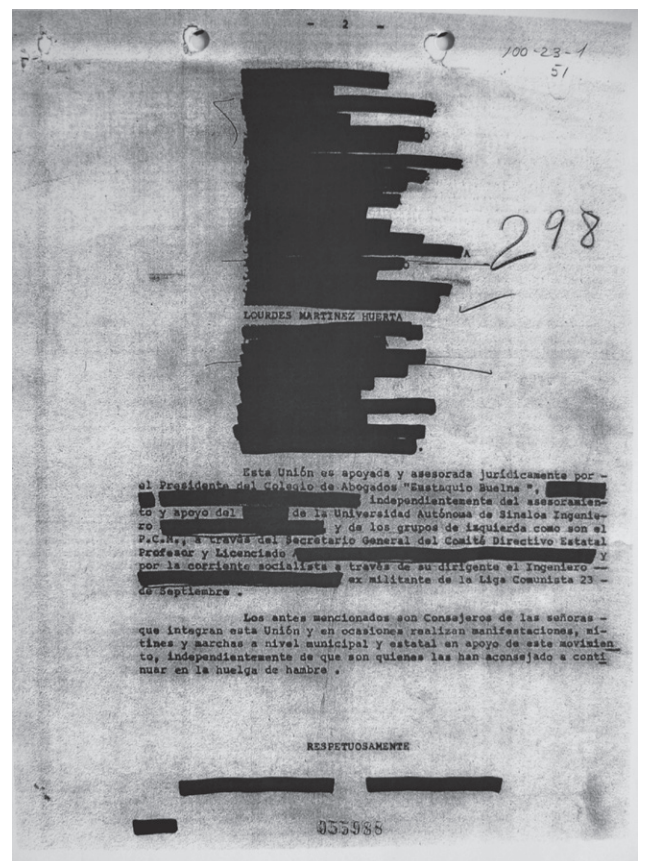 - 2 -
100-23-1
51
298
LOURDES MARTINEZ HUERTA
Esta Unión es apoyada y asesorada jurídicamente por -
el Presidente del Colegio de Abogados "Eustaquio Buelna ",
independientemente del asesoramien-
to y apoyo del de la Universidad Autónoma de Sinaloa Ingenie-
ro y de los grupos de izquierda como son el
P.C.M., a través del Secretario General del Comité Directivo Estatal
Profesor y Licenciado y
por la corriente socialista a través de su dirigente el Ingeniero --
ex militante de la Liga Comunista 23 -
de Septiembre .
Los antes mencionados son Consejeros de las señoras -
que integran esta Unión y en ocasiones realizan manifestaciones, mí-
tines y marchas a nivel municipal y estatal en apoyo de este movimien
to, independientemente de que son quienes las han aconsejado a conti
nuar en la huelga de hambre .
RESPETUOSAMENTE